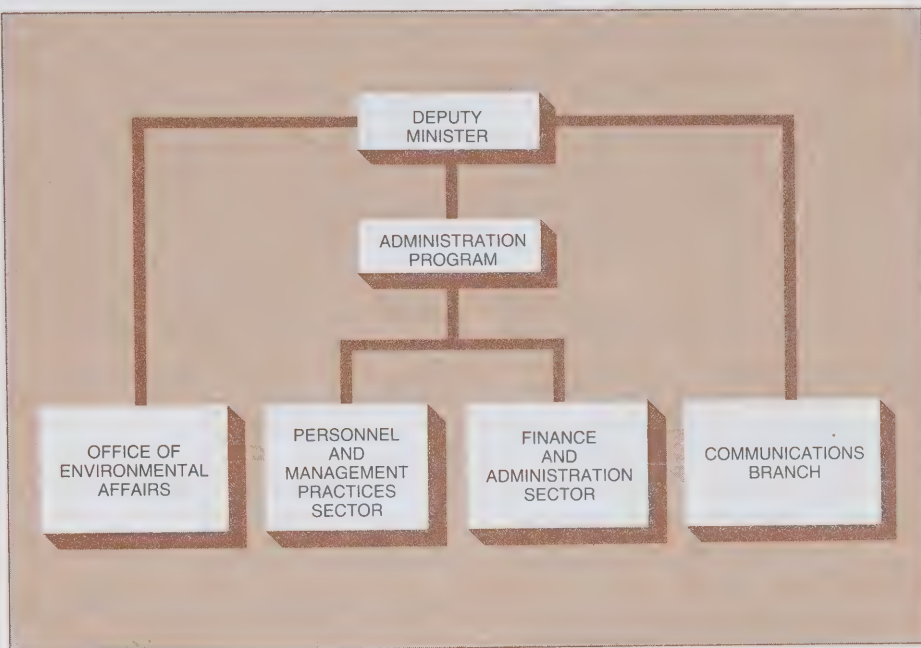 DEPUTY
MINISTER
ADMINISTRATION
PROGRAM
OFFICE OF
ENVIRONMENTAL
AFFAIRS
PERSONNEL
AND
MANAGEMENT
PRACTICES
SECTOR
FINANCE
AND
ADMINISTRATION
SECTOR
COMMUNICATIONS
BRANCH